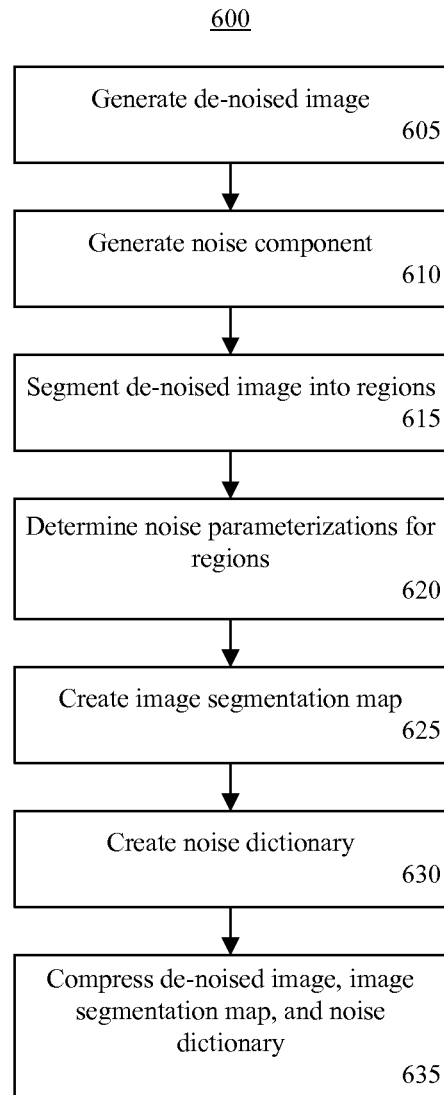 600
Generate de-noised image
605
Generate noise component
610
Segment de-noised image into regions
615
Determine noise parameterizations for
regions
620
Create image segmentation map
625
Create noise dictionary
630
Compress de-noised image, image
segmentation map, and noise
dictionary
635